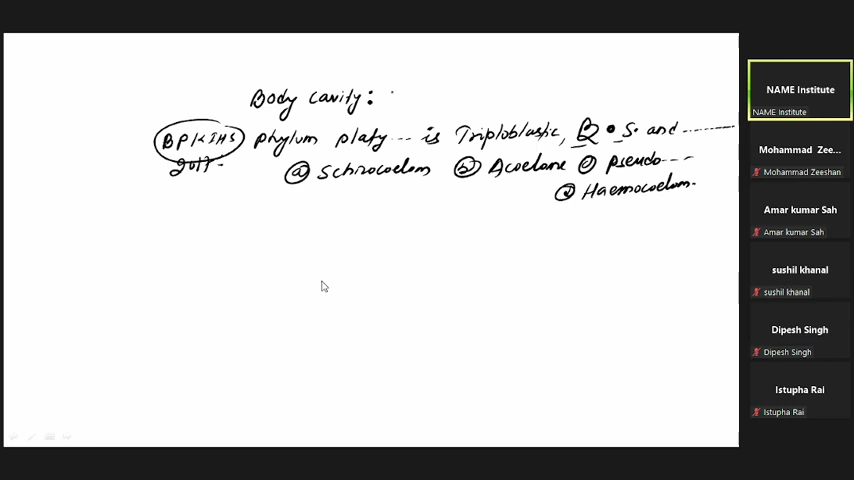 Body cavity:
BPKIHS 2017. Phylum platy... is Triploblastic, B.S. and ------
(a) Schizocoelom (b) Acoelome (c) pseudo----
(d) Haemocoelom.
NAME Institute
NAME Institute
Mohammad Zee...
Mohammad Zeeshan
Amar kumar Sah
Amar kumar Sah
sushil khanal
sushil khanal
Dipesh Singh
Dipesh Singh
Istupha Rai
Istupha Rai